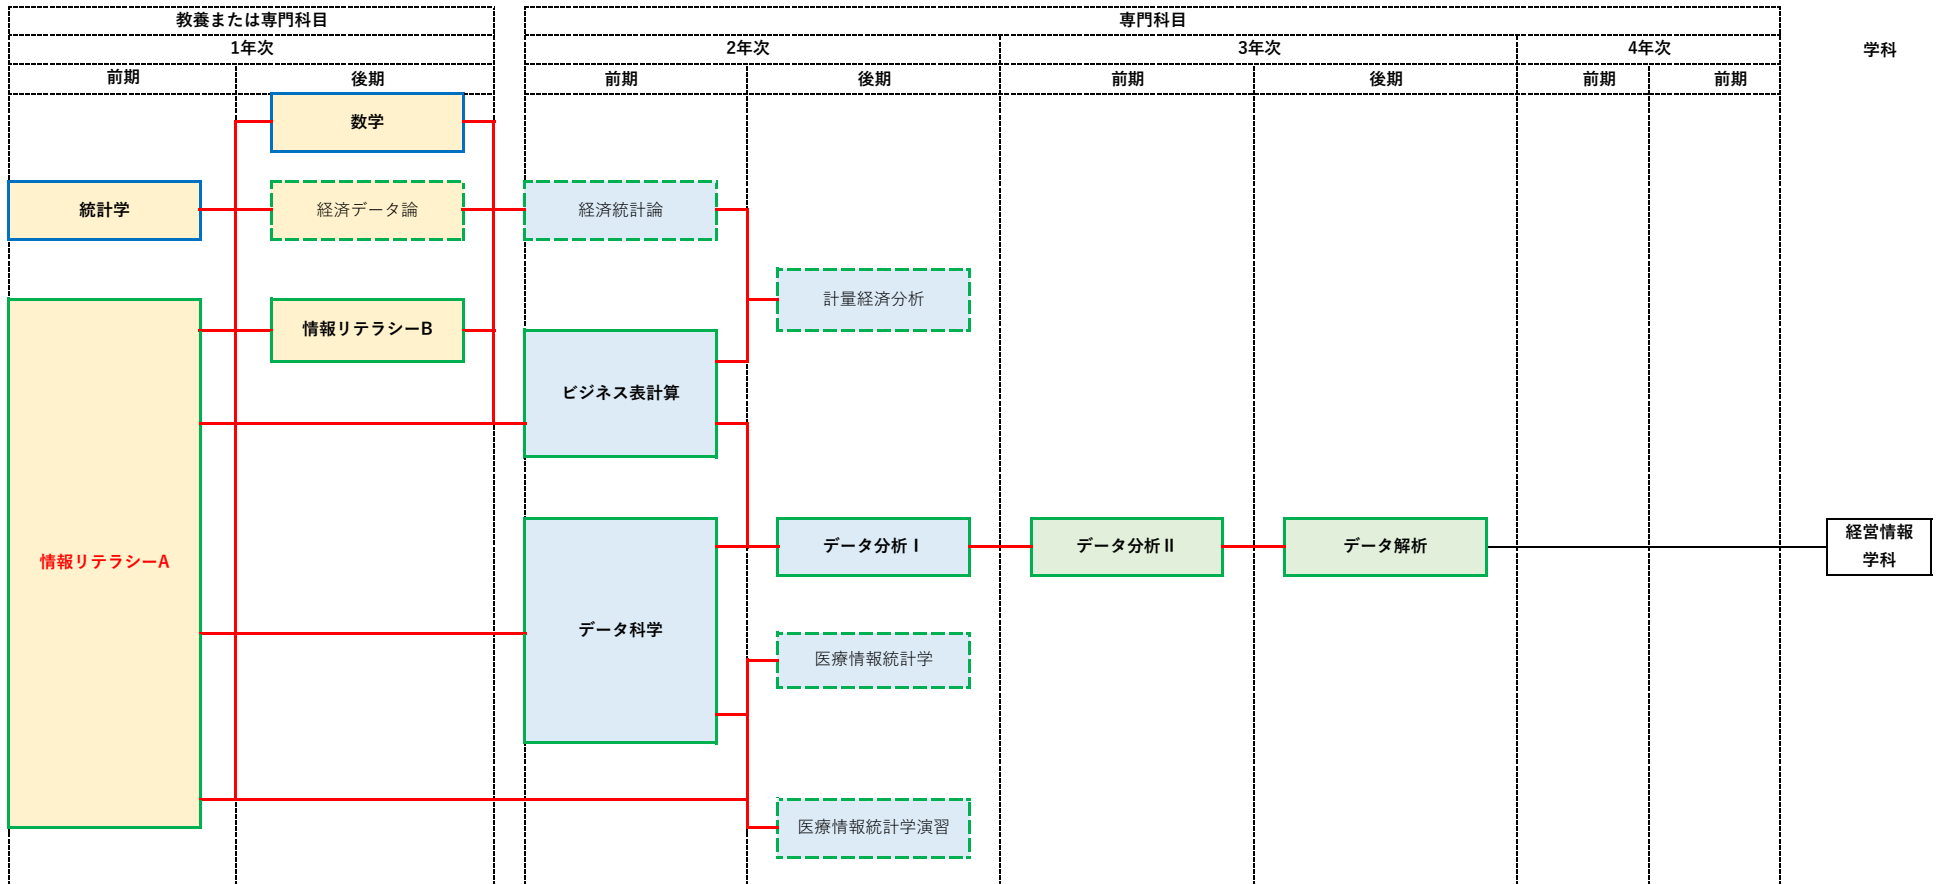 教養または専門科目
専門科目
1年次
2年次
3年次
4年次
学科
前期
後期
前期
後期
前期
後期
前期
前期
数学
統計学
経済データ論
経済統計論
計量経済分析
情報リテラシーB
ビジネス表計算
情報リテラシーA
データ分析Ⅰ
データ分析Ⅱ
データ解析
経営情報
学科
データ科学
医療情報統計学
医療情報統計学演習